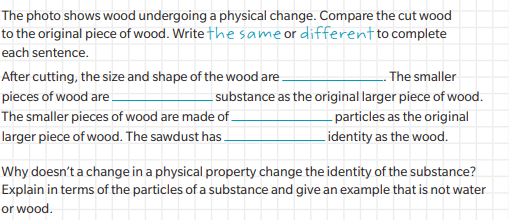 The photo shows wood undergoing a physical change. Compare the cut wood
to the original piece of wood. Write the same or different to complete
each sentence.
After cutting, the size and shape of the wood are ____________. The smaller
pieces of wood are ____________ substance as the original larger piece of wood.
The smaller pieces of wood are made of ____________ particles as the original
larger piece of wood. The sawdust has ____________ identity as the wood.
Why doesn't a change in a physical property change the identity of the substance?
Explain in terms of the particles of a substance and give an example that is not water
or wood.